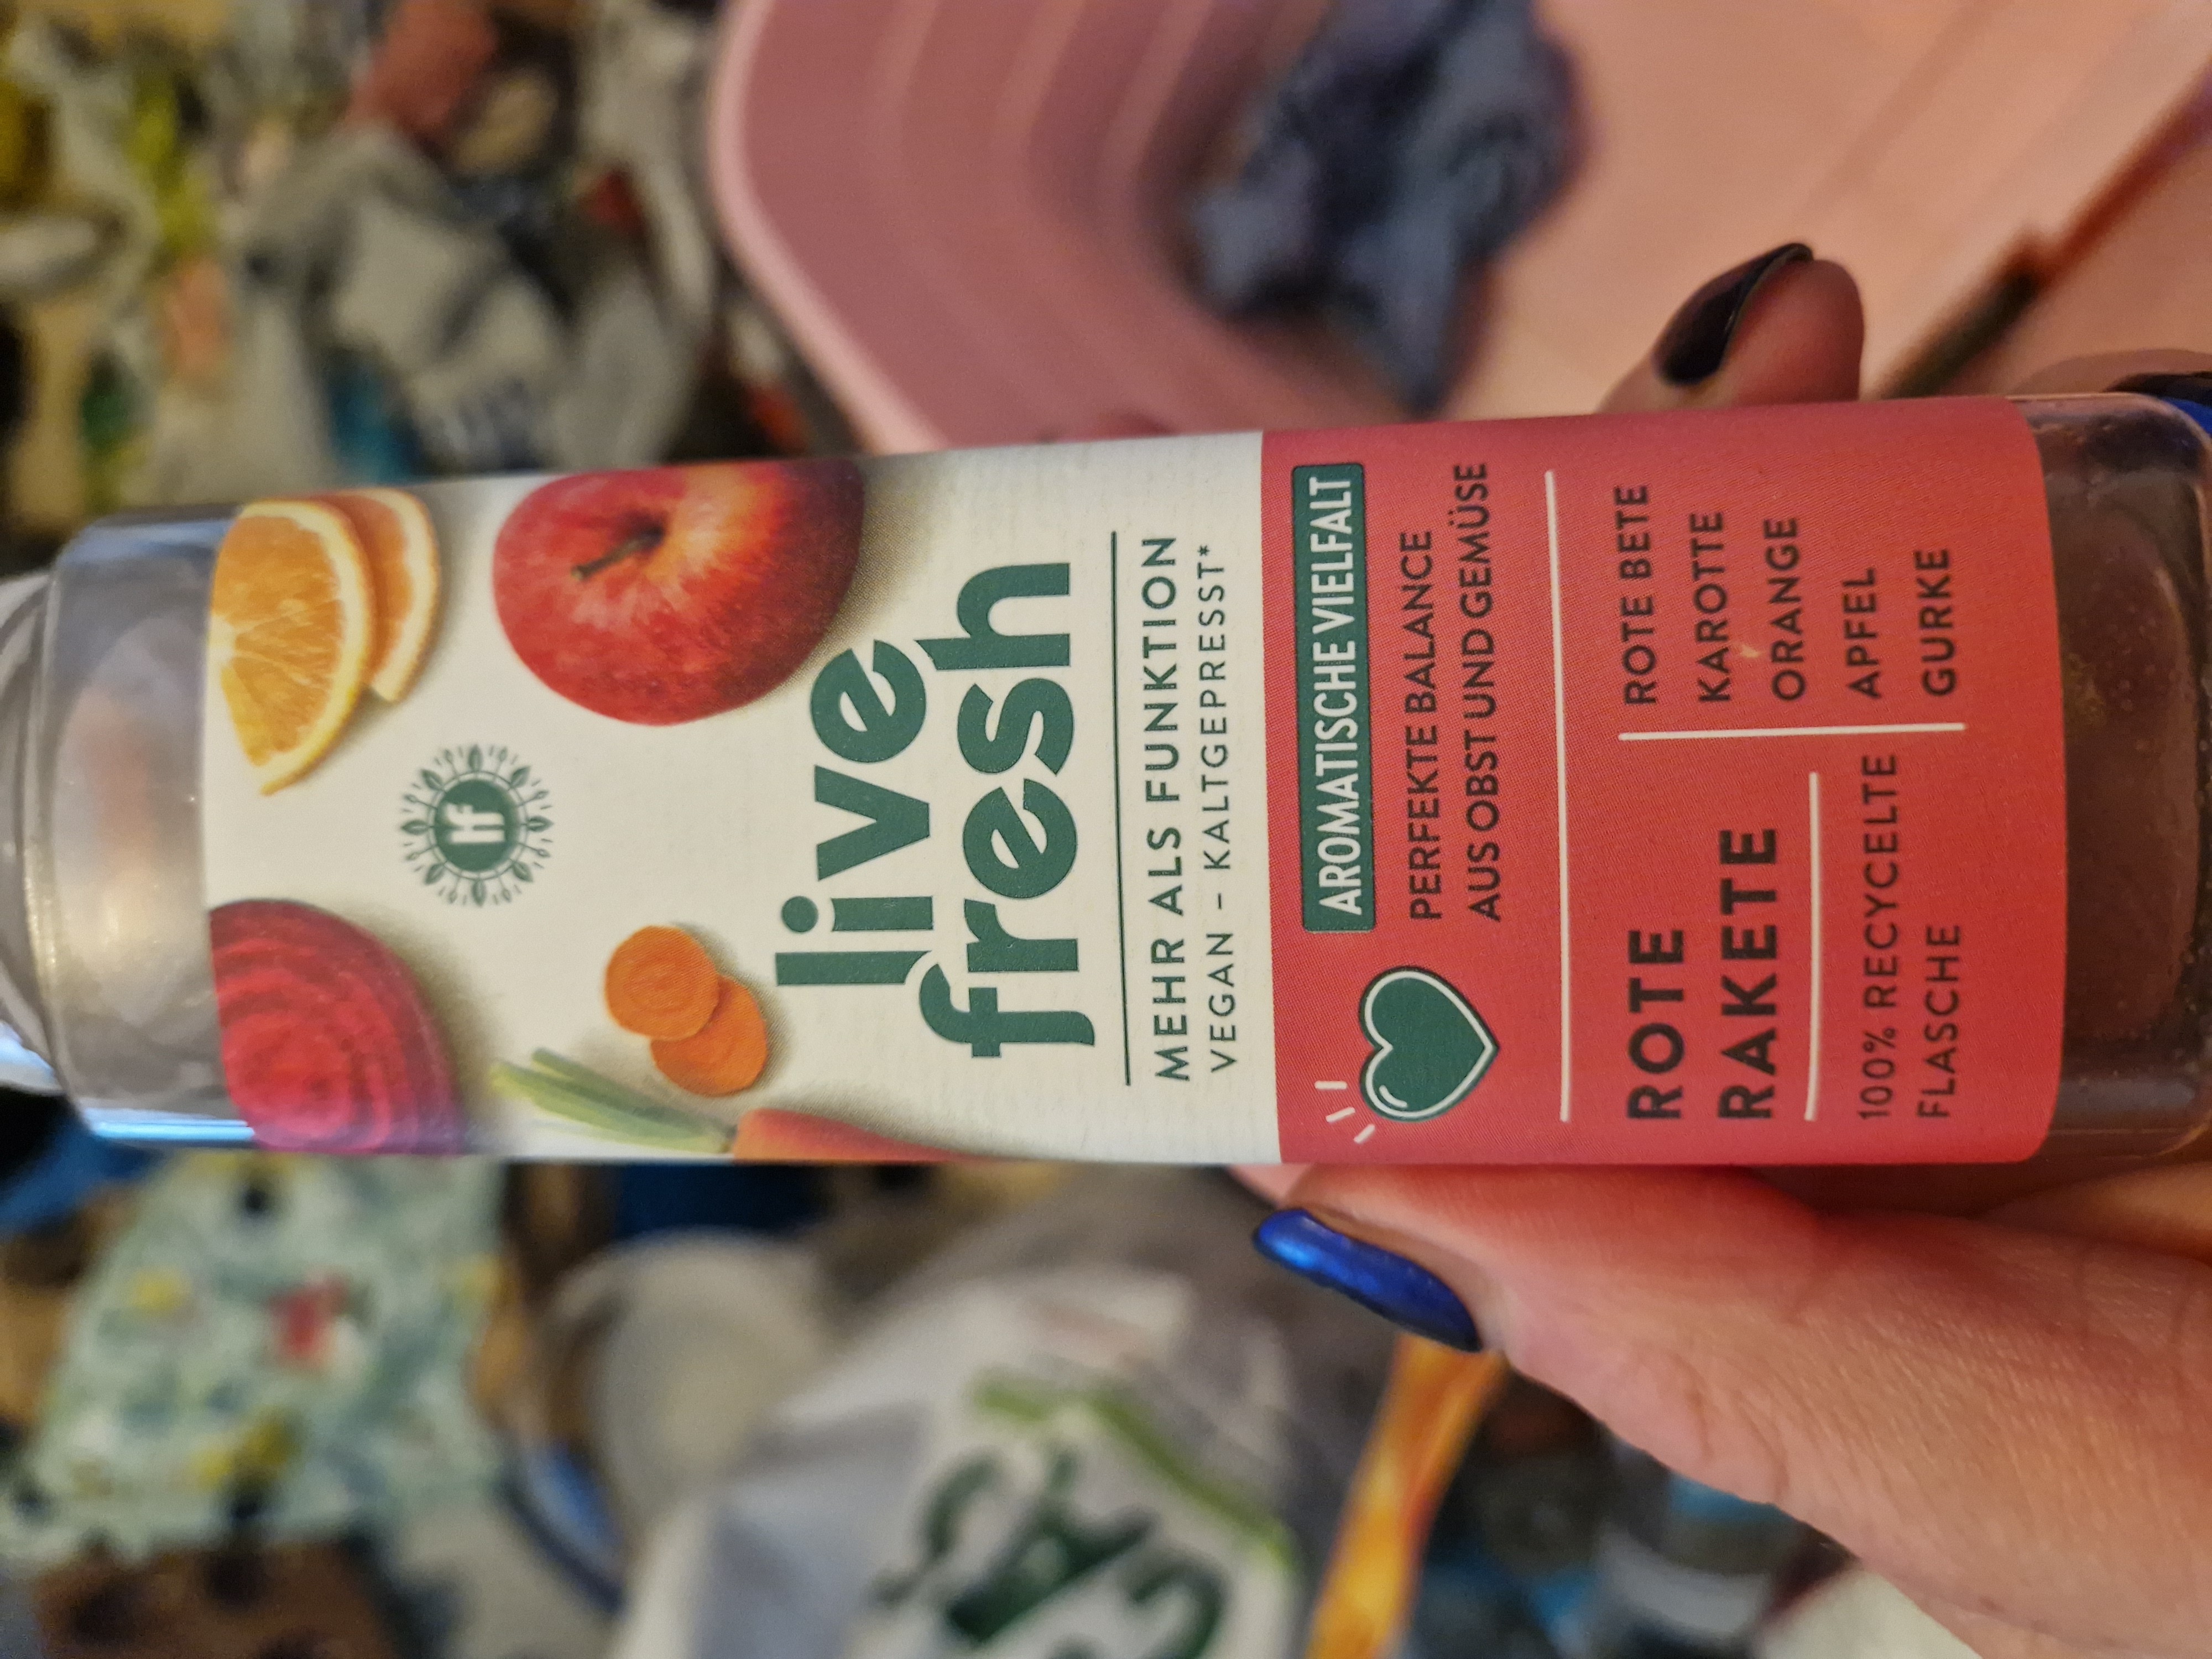 lf
live
fresh
MEHR ALS FUNKTION
VEGAN – KALTGEPRESST*
AROMATISCHE VIELFALT
PERFEKTE BALANCE
AUS OBST UND GEMÜSE
ROTE
RAKETE
100% RECYCELTE
FLASCHE
ROTE BETE
KAROTTE
ORANGE
APFEL
GURKE